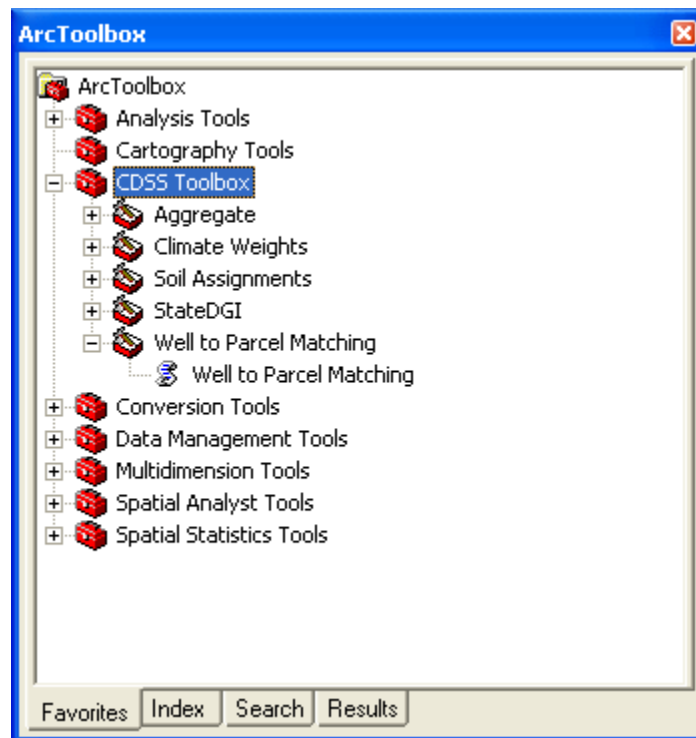 ArcToolbox
ArcToolbox
Analysis Tools
Cartography Tools
CDSS Toolbox
Aggregate
Climate Weights
Soil Assignments
StateDGI
Well to Parcel Matching
Well to Parcel Matching
Conversion Tools
Data Management Tools
Multidimension Tools
Spatial Analyst Tools
Spatial Statistics Tools
Favorites Index Search Results